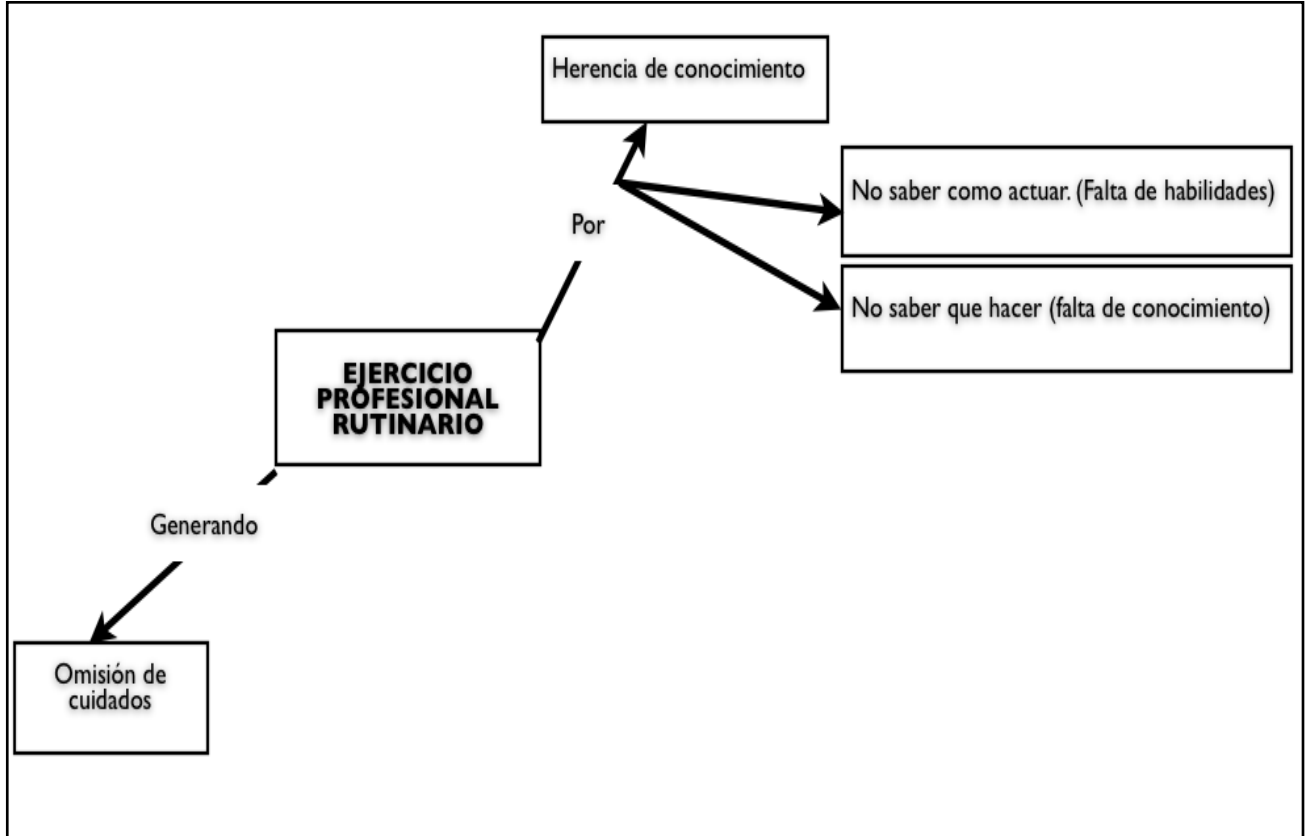 Herencia de conocimiento
No saber como actuar. (Falta de habilidades)
Por
No saber que hacer (falta de conocimiento)
EJERCICIO
PROFESIONAL
RUTINARIO
Generando
Omisión de
cuidados